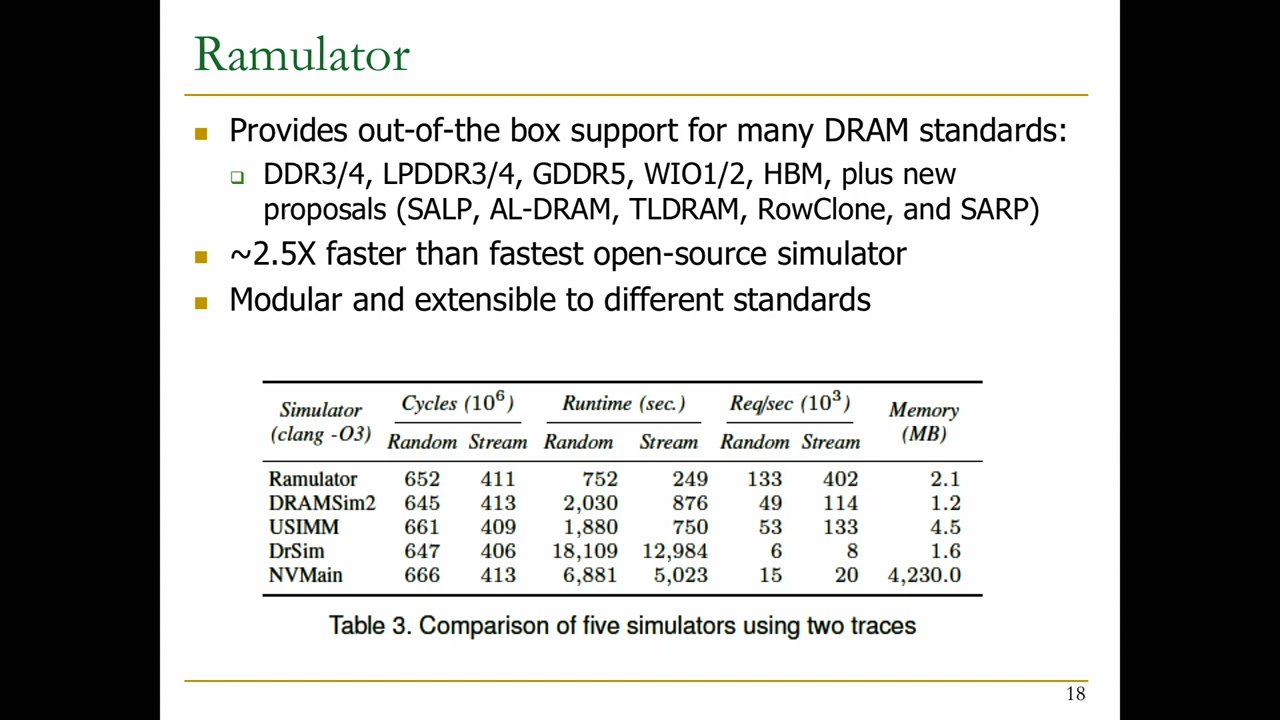 Ramulator
Provides out-of-the box support for many DRAM standards:
DDR3/4, LPDDR3/4, GDDR5, WIO1/2, HBM, plus new
proposals (SALP, AL-DRAM, TLDRAM, RowClone, and SARP)
~2.5X faster than fastest open-source simulator
Modular and extensible to different standards
Simulator (clang -O3) Cycles (10⁶) Runtime (sec.) Req/sec (10³) Memory (MB)
Random Stream Random Stream Random Stream
Ramulator 652 411 752 249 133 402 2.1
DRAMSim2 645 413 2,030 876 49 114 1.2
USIMM 661 409 1,880 750 53 133 4.5
DrSim 647 406 18,109 12,984 6 8 1.6
NVMain 666 413 6,881 5,023 15 20 4,230.0
Table 3. Comparison of five simulators using two traces
18